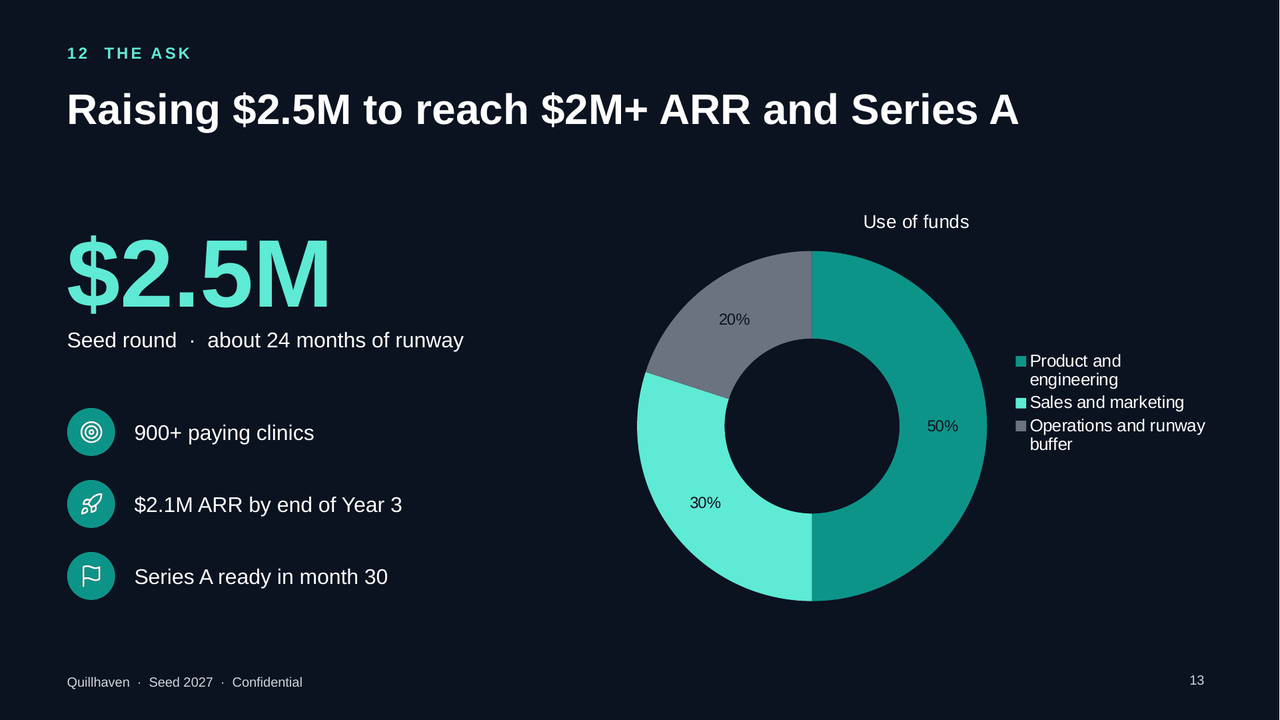 12 THE ASK
Raising $2.5M to reach $2M+ ARR and Series A
$2.5M
Seed round · about 24 months of runway
900+ paying clinics
$2.1M ARR by end of Year 3
Series A ready in month 30
Use of funds
20%
50%
30%
Product and
engineering
Sales and marketing
Operations and runway
buffer
Quillhaven · Seed 2027 · Confidential
13